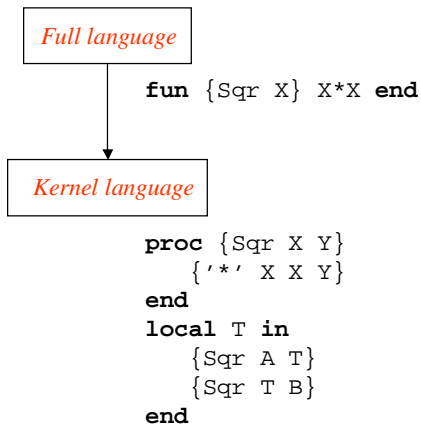 Full language
fun {Sqr X} X*X end
Kernel language
proc {Sqr X Y}
{’*’ X X Y}
end
local T in
{Sqr A T}
{Sqr T B}
end